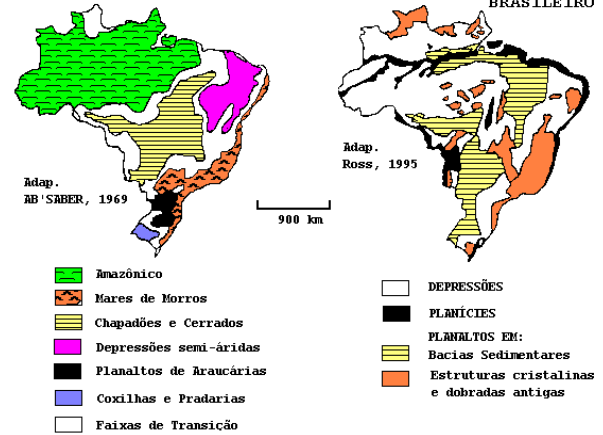 BRASILEIRO
Adap.
AB'SABER, 1969
Adap.
Ross, 1995
900 km
Amazônico
Mares de Morros
Chapadões e Cerrados
Depressões semi-áridas
Planaltos de Araucárias
Coxilhas e Pradarias
Faixas de Transição
DEPRESSÕES
PLANÍCIES
PLANALTOS EM:
Bacias Sedimentares
Estruturas cristalinas
e dobradas antigas